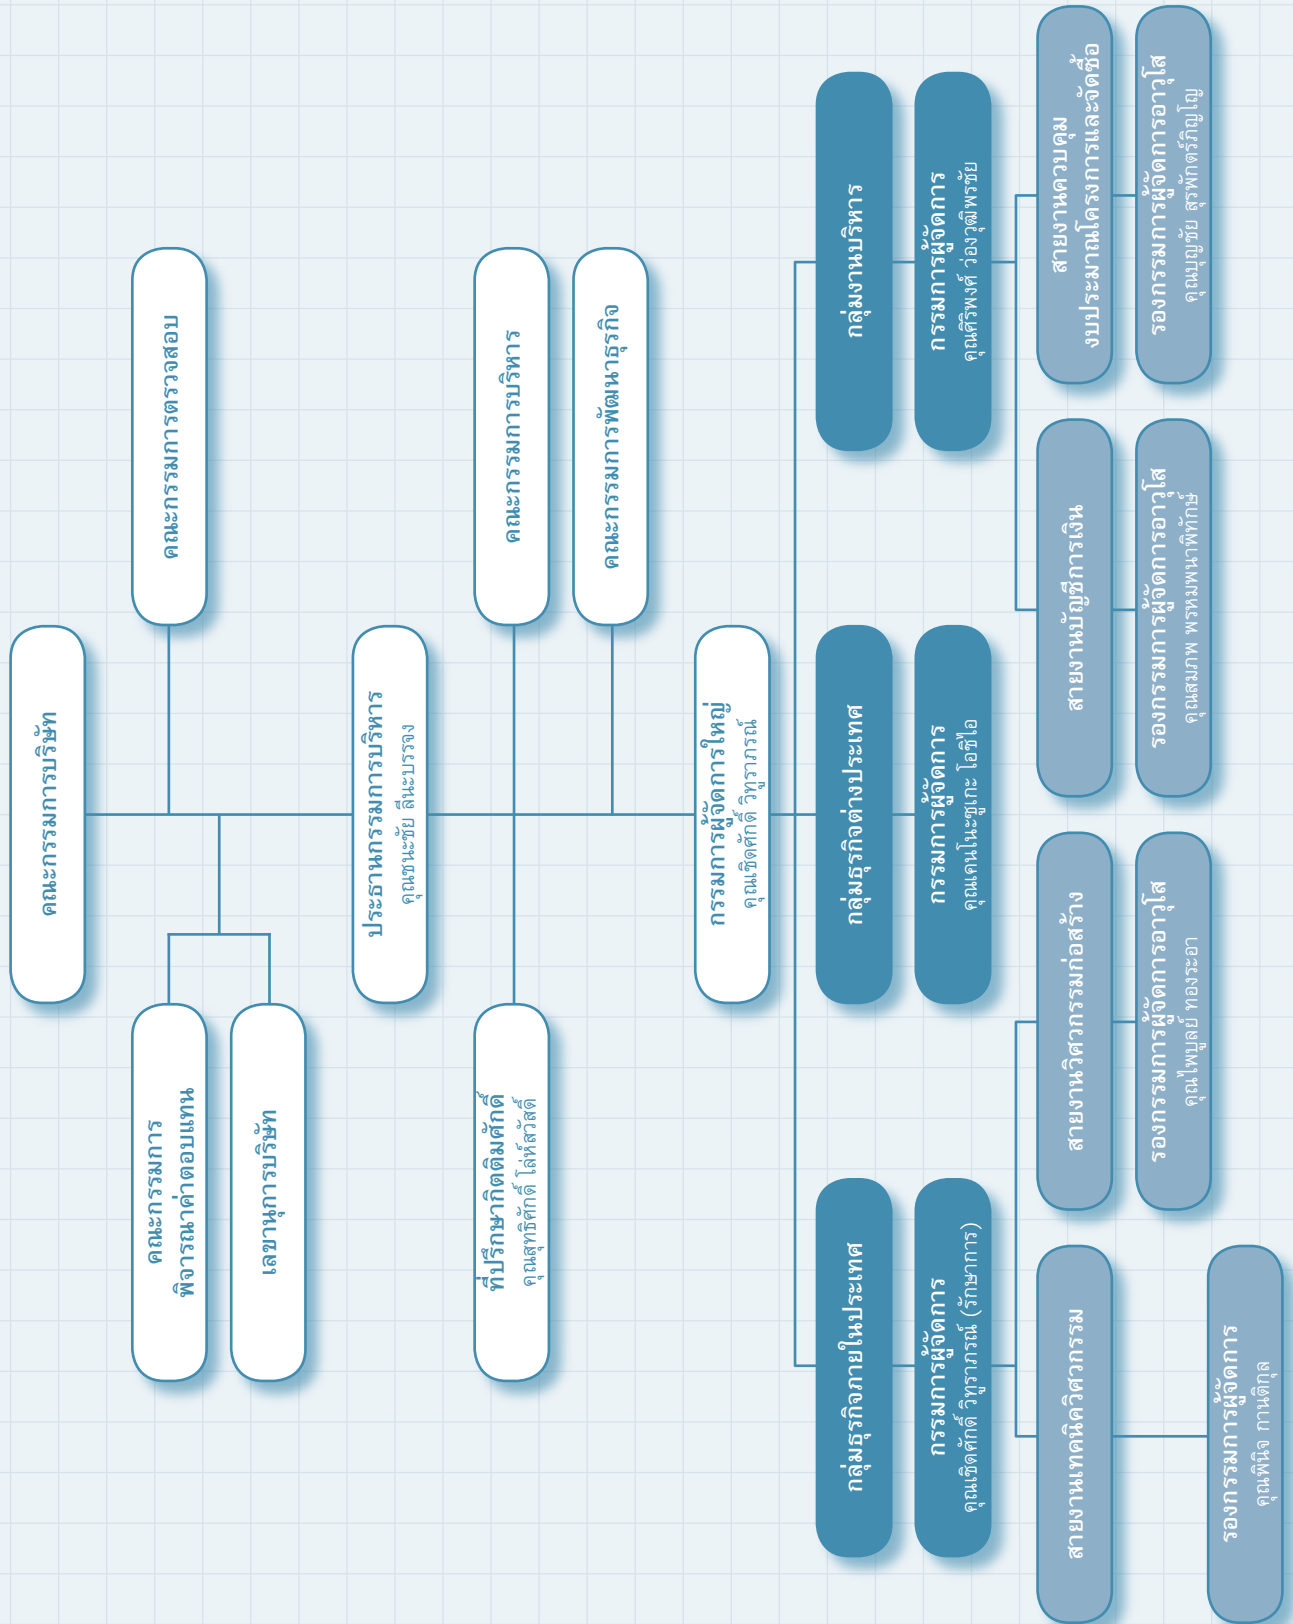 คณะกรรมการบริษัท
คณะกรรมการตรวจสอบ
คณะกรรมการ
พิจารณาค่าตอบแทน
เลขานุการบริษัท
ประธานกรรมการบริหาร
คุณชนะชัย ลีนะบรรจง
คณะกรรมการบริหาร
คณะกรรมการพัฒนาธุรกิจ
ที่ปรึกษากิตติมศักดิ์
คุณสุทธิศักดิ์ โล่ห์สวัสดิ์
กรรมการผู้จัดการใหญ่
คุณเชิดศักดิ์ วิทูราภรณ์
กลุ่มธุรกิจภายในประเทศ
กรรมการผู้จัดการ
คุณเชิดศักดิ์ วิทูราภรณ์ (รักษาการ)
กลุ่มธุรกิจต่างประเทศ
กรรมการผู้จัดการ
คุณเคนโนะซูเกะ โอชิไอ
กลุ่มงานบริหาร
กรรมการผู้จัดการ
คุณศิริพงศ์ ว่องวุฒิพรชัย
สายงานเทคนิควิศวกรรม
รองกรรมการผู้จัดการ
คุณพินิจ กานติกุล
สายงานวิศวกรรมก่อสร้าง
รองกรรมการผู้จัดการอาวุโส
คุณไพบูลย์ ทองระอา
สายงานบัญชีการเงิน
รองกรรมการผู้จัดการอาวุโส
คุณสมภพ พรหมพนาพิทักษ์
สายงานควบคุม
งบประมาณโครงการและจัดซื้อ
รองกรรมการผู้จัดการอาวุโส
คุณบุญชัย สุรพักตร์ภิญโญ